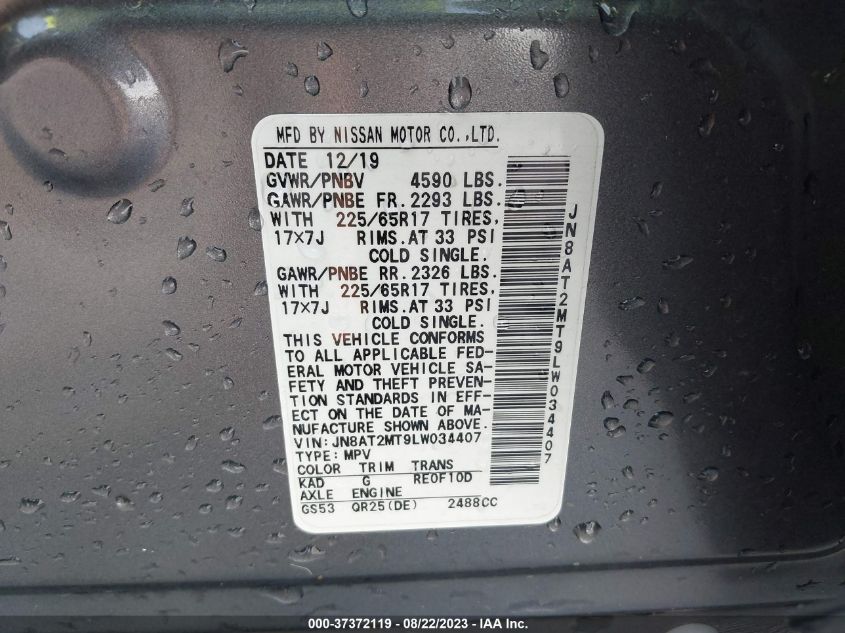 MFD BY NISSAN MOTOR CO.,LTD.
DATE 12/19
GVWR/PNBV 4590 LBS.
GAWR/PNBE FR. 2293 LBS.
WITH 225/65R17 TIRES,
17×7J RIMS.AT 33 PSI
COLD SINGLE.
GAWR/PNBE RR. 2326 LBS.
WITH 225/65R17 TIRES.
17×7J RIMS.AT 33 PSI
COLD SINGLE.
THIS VEHICLE CONFORMS
TO ALL APPLICABLE FED-
ERAL MOTOR VEHICLE SA-
FETY AND THEFT PREVEN-
TION STANDARDS IN EFF-
ECT ON THE DATE OF MA-
NUFACTURE SHOWN ABOVE.
VIN:JN8AT2MT9LW034407
TYPE: MPV
COLOR TRIM TRANS
KAD G RE0F10D
AXLE ENGINE
GS53 QR25(DE) 2488CC
JN8AT2MT9LW034407
000-37372119 - 08/22/2023 - © IAA Inc.